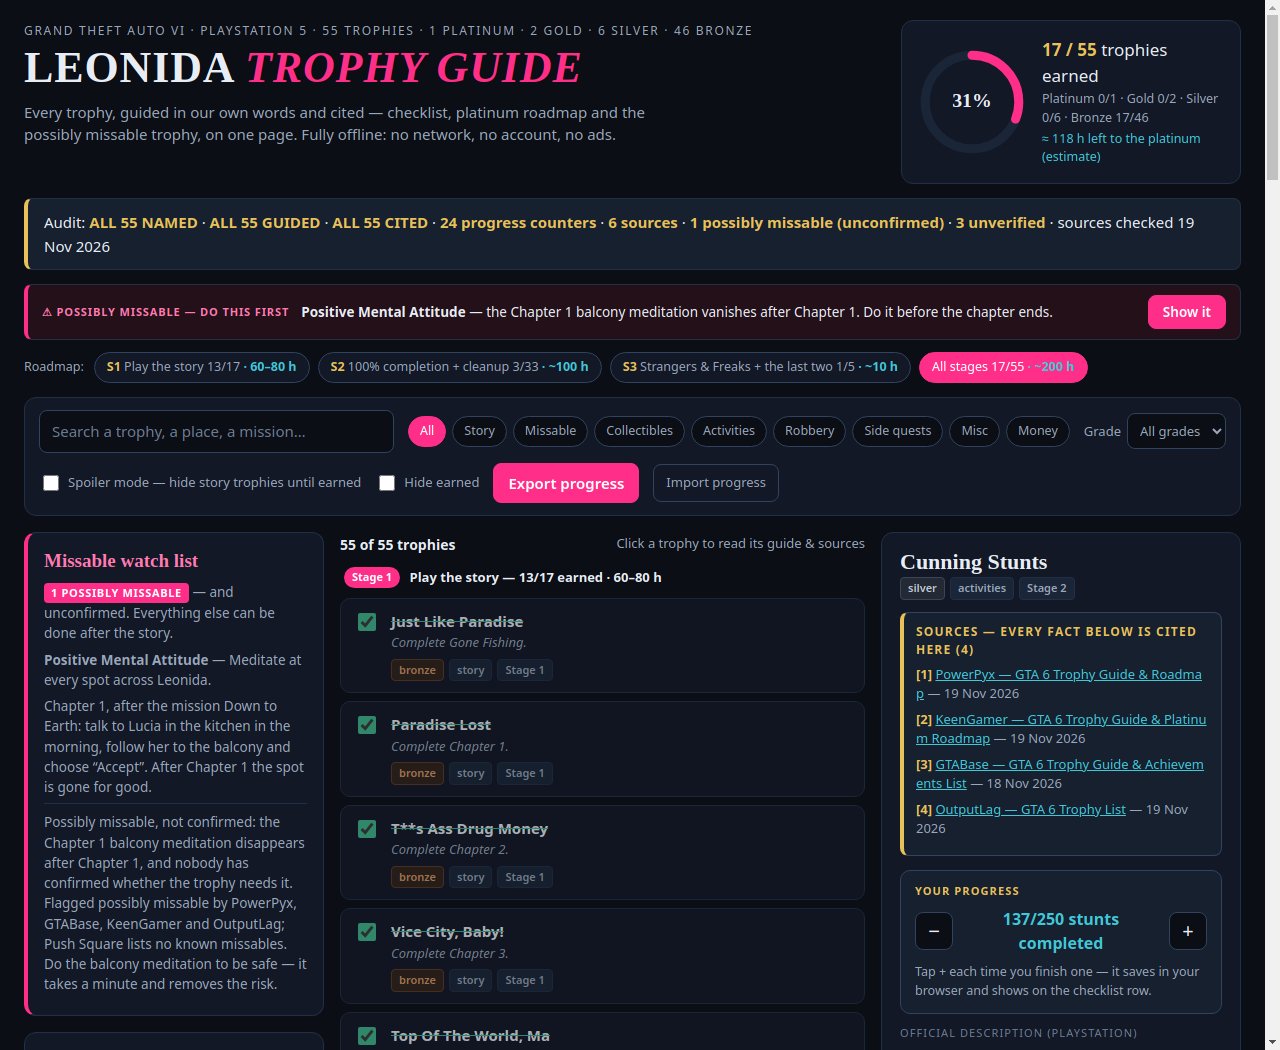 GRAND THEFT AUTO VI · PLAYSTATION 5 · 55 TROPHIES · 1 PLATINUM · 2 GOLD · 6 SILVER · 46 BRONZE
LEONIDA TROPHY GUIDE
Every trophy, guided in our own words and cited — checklist, platinum roadmap and the
possibly missable trophy, on one page. Fully offline: no network, no account, no ads.
31%
17 / 55 trophies
earned
Platinum 0/1 · Gold 0/2 · Silver
0/6 · Bronze 17/46
≈ 118 h left to the platinum
(estimate)
Audit: ALL 55 NAMED · ALL 55 GUIDED · ALL 55 CITED · 24 progress counters · 6 sources · 1 possibly missable (unconfirmed) · 3 unverified · sources checked 19
Nov 2026
⚠ POSSIBLY MISSABLE — DO THIS FIRST Positive Mental Attitude — the Chapter 1 balcony meditation vanishes after Chapter 1. Do it before the chapter ends. Show it
Roadmap: S1 Play the story 13/17 · 60–80 h S2 100% completion + cleanup 3/33 · ~100 h S3 Strangers & Freaks + the last two 1/5 · ~10 h All stages 17/55 · ~200 h
Search a trophy, a place, a mission... All Story Missable Collectibles Activities Robbery Side quests Misc Money Grade All grades
Spoiler mode — hide story trophies until earned Hide earned Export progress Import progress
Missable watch list
1 POSSIBLY MISSABLE — and
unconfirmed. Everything else can be
done after the story.
Positive Mental Attitude — Meditate at
every spot across Leonida.
Chapter 1, after the mission Down to
Earth: talk to Lucia in the kitchen in the
morning, follow her to the balcony and
choose “Accept”. After Chapter 1 the spot
is gone for good.
Possibly missable, not confirmed: the
Chapter 1 balcony meditation disappears
after Chapter 1, and nobody has
confirmed whether the trophy needs it.
Flagged possibly missable by PowerPyx,
GTABase, KeenGamer and OutputLag;
Push Square lists no known missables.
Do the balcony meditation to be safe — it
takes a minute and removes the risk.
55 of 55 trophies Click a trophy to read its guide & sources
Stage 1 Play the story — 13/17 earned · 60–80 h
Just Like Paradise
Complete Gone Fishing.
bronze story Stage 1
Paradise Lost
Complete Chapter 1.
bronze story Stage 1
T**s Ass Drug Money
Complete Chapter 2.
bronze story Stage 1
Vice City, Baby!
Complete Chapter 3.
bronze story Stage 1
Top Of The World, Ma
Cunning Stunts
silver activities Stage 2
SOURCES — EVERY FACT BELOW IS CITED
HERE (4)
[1] PowerPyx — GTA 6 Trophy Guide & Roadma
p — 19 Nov 2026
[2] KeenGamer — GTA 6 Trophy Guide & Platinu
m Roadmap — 19 Nov 2026
[3] GTABase — GTA 6 Trophy Guide & Achievem
ents List — 18 Nov 2026
[4] OutputLag — GTA 6 Trophy List — 19 Nov
2026
YOUR PROGRESS
− 137/250 stunts +
completed
Tap + each time you finish one — it saves in your
browser and shows on the checklist row.
OFFICIAL DESCRIPTION (PLAYSTATION)